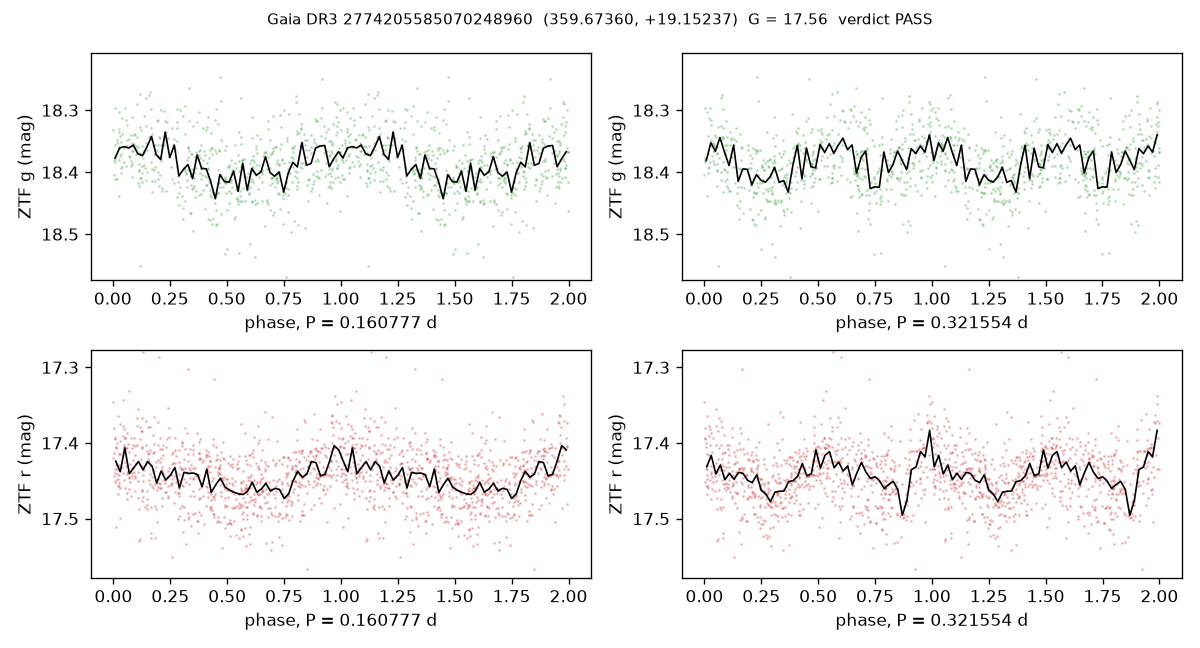 Gaia DR3 2774205585070248960  (359.67360, +19.15237)  G = 17.56  verdict PASS
ZTF g (mag)
18.3
18.4
18.5
0.00 0.25 0.50 0.75 1.00 1.25 1.50 1.75 2.00
phase, P = 0.160777 d
ZTF g (mag)
18.3
18.4
18.5
0.00 0.25 0.50 0.75 1.00 1.25 1.50 1.75 2.00
phase, P = 0.321554 d
ZTF r (mag)
17.3
17.4
17.5
0.00 0.25 0.50 0.75 1.00 1.25 1.50 1.75 2.00
phase, P = 0.160777 d
ZTF r (mag)
17.3
17.4
17.5
0.00 0.25 0.50 0.75 1.00 1.25 1.50 1.75 2.00
phase, P = 0.321554 d